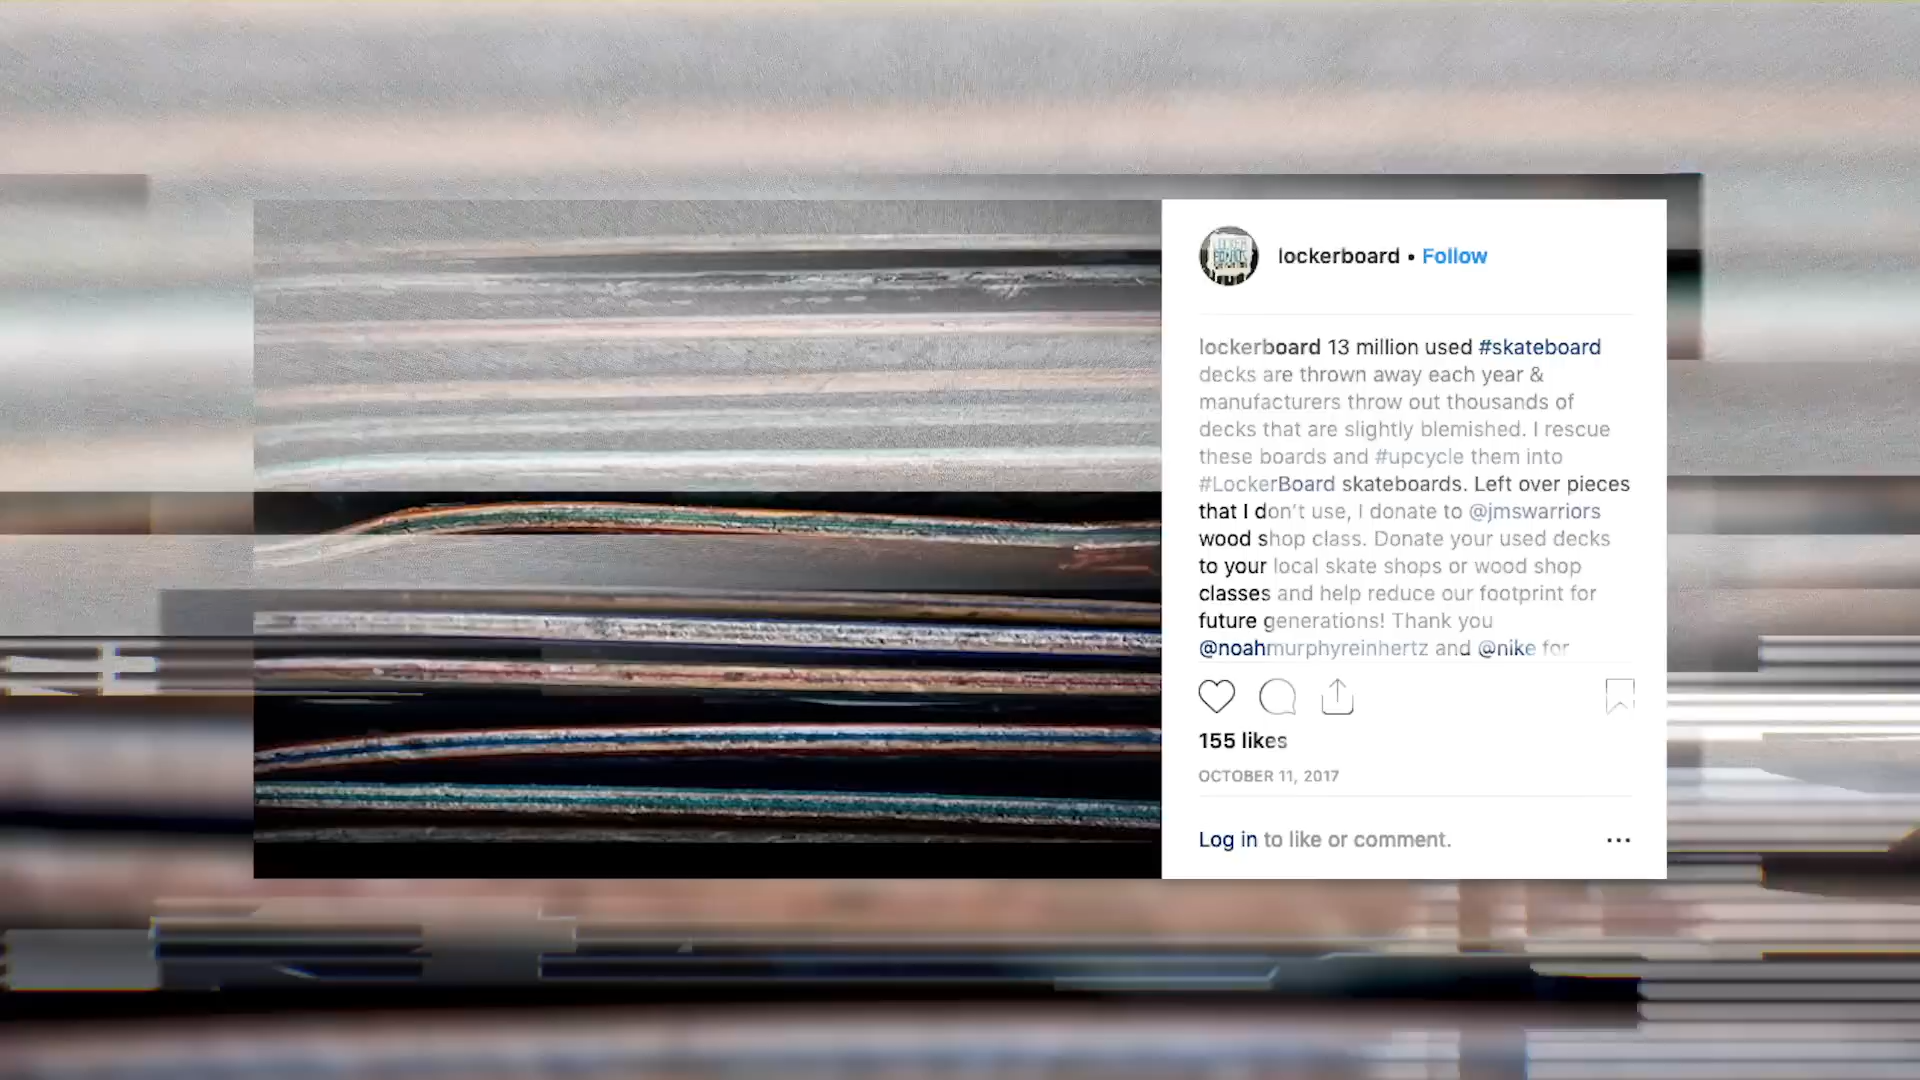 lockerboard • Follow
lockerboard 13 million used #skateboard
decks are thrown away each year &
manufacturers throw out thousands of
decks that are slightly blemished. I rescue
these boards and #upcycle them into
#LockerBoard skateboards. Left over pieces
that I don't use, I donate to @jmswarriors
wood shop class. Donate your used decks
to your local skate shops or wood shop
classes and help reduce our footprint for
future generations! Thank you
@noahmurphyreinhertz and @nike for
155 likes
OCTOBER 11, 2017
Log in to like or comment.